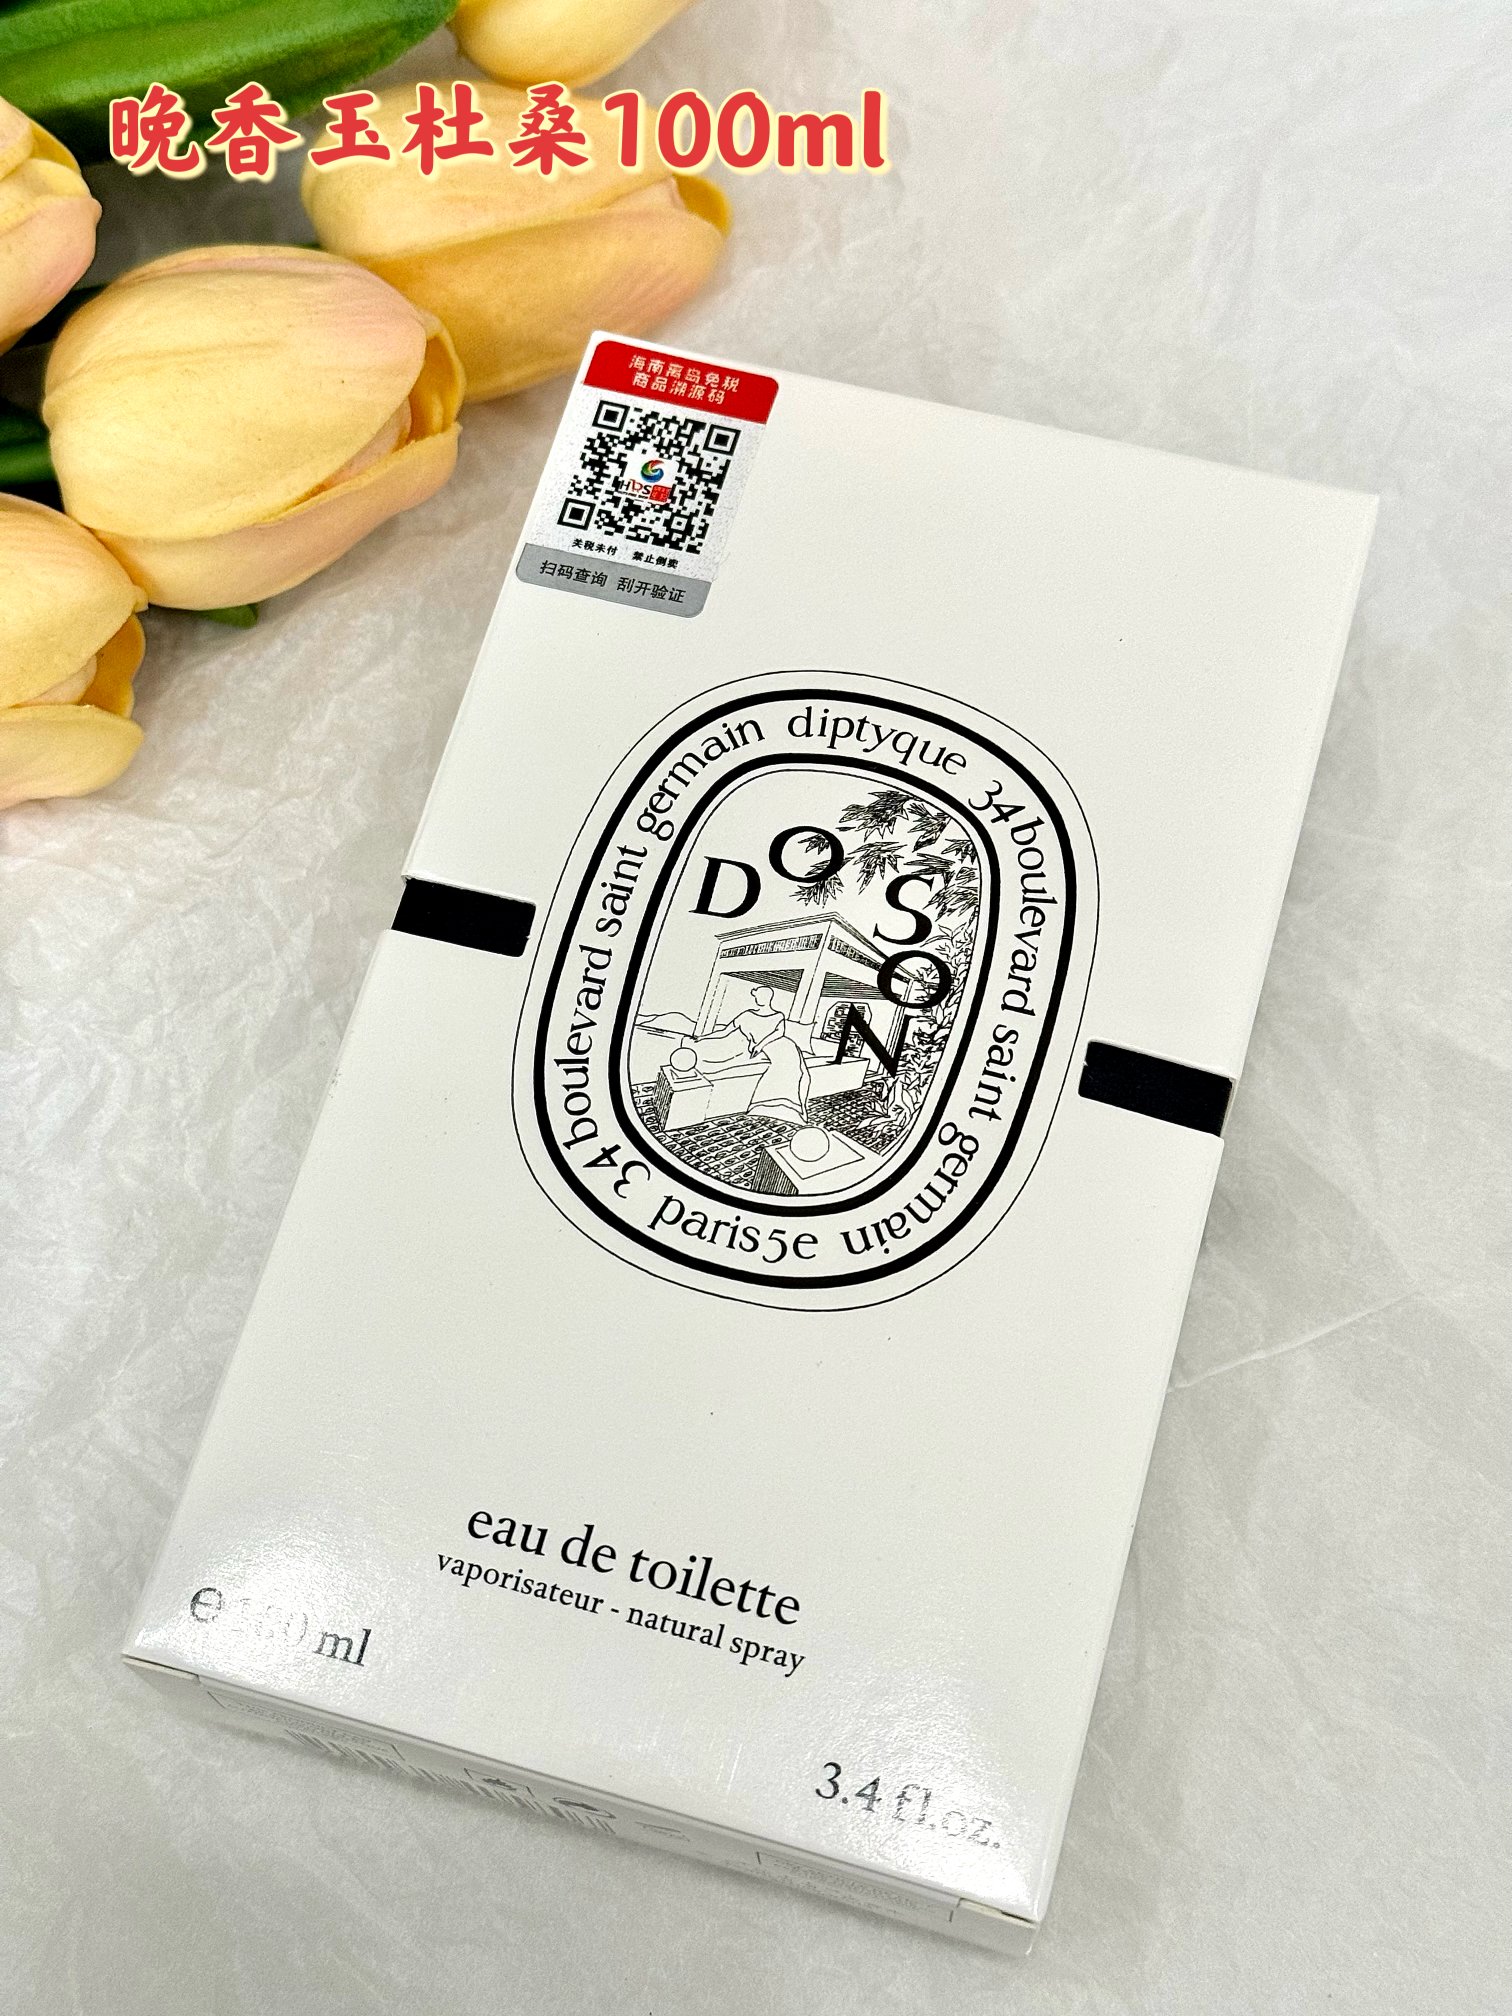 晚香玉杜桑100ml
海南离岛免税
商品溯源码
HDS
关税未付 禁止倒卖
扫码查询 刮开验证
diptyque 34 boulevard saint germain
paris5e 34 boulevard saint germain
DO SON
eau de toilette
vaporisateur - natural spray
℮ 100 ml
3.4 fl.oz.